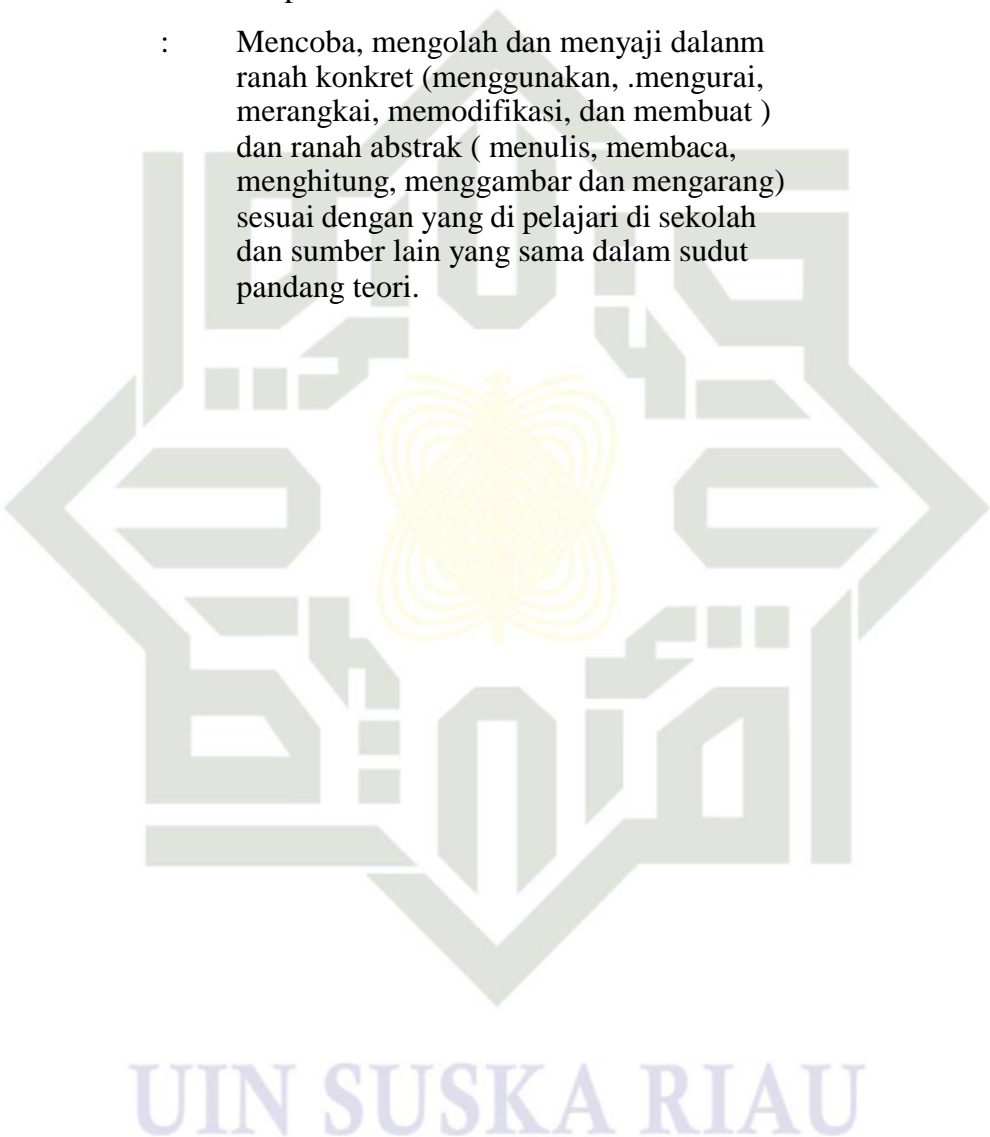 : Mencoba, mengolah dan menyaji dalanm
ranah konkret (menggunakan, .mengurai,
merangkai, memodifikasi, dan membuat )
dan ranah abstrak ( menulis, membaca,
menghitung, menggambar dan mengarang)
sesuai dengan yang di pelajari di sekolah
dan sumber lain yang sama dalam sudut
pandang teori.
UIN SUSKA RIAU